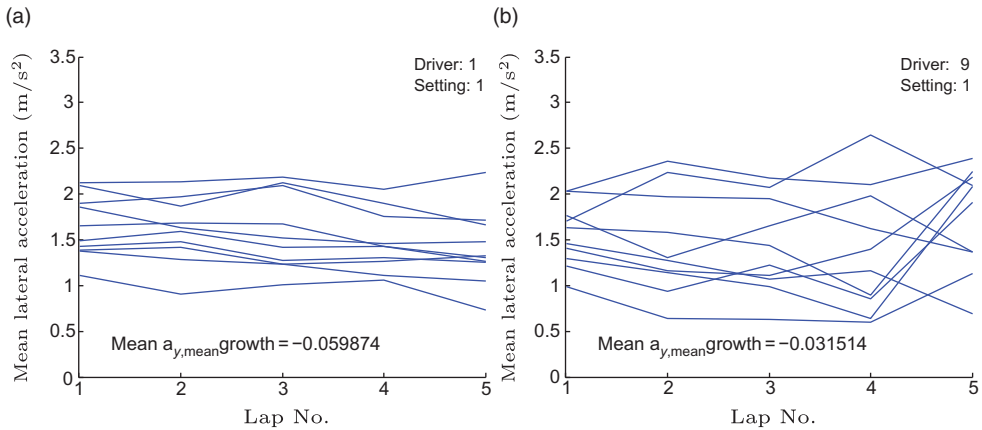 (a)
Mean lateral acceleration (m/s²)
3.5
3
2.5
2
1.5
1
0.5
0
Driver: 1
Setting: 1
Mean a_y,mean growth = −0.059874
1 2 3 4 5
Lap No.
(b)
Mean lateral acceleration (m/s²)
3.5
3
2.5
2
1.5
1
0.5
0
Driver: 9
Setting: 1
Mean a_y,mean growth = −0.031514
1 2 3 4 5
Lap No.